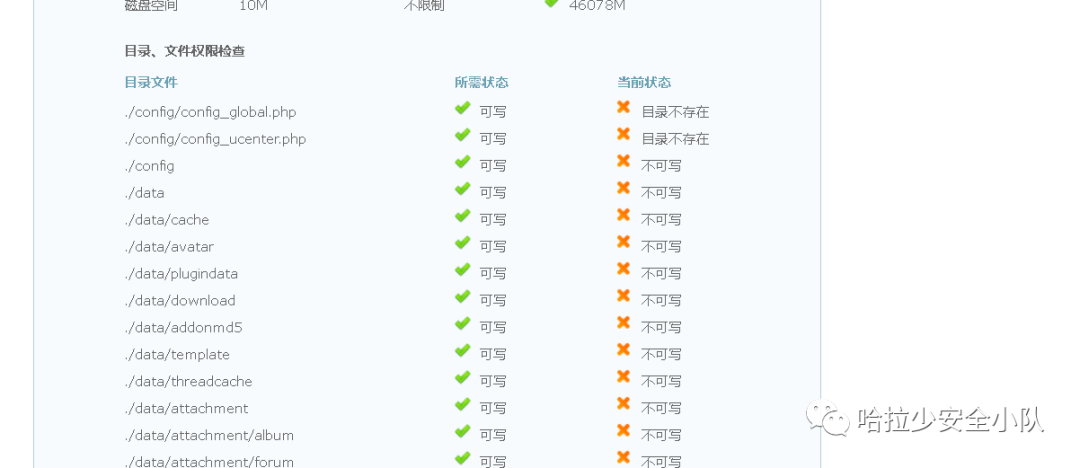 磁盘空间 10M 不限制 46078M
目录、文件权限检查
目录文件 所需状态 当前状态
./config/config_global.php 可写 目录不存在
./config/config_ucenter.php 可写 目录不存在
./config 可写 不可写
./data 可写 不可写
./data/cache 可写 不可写
./data/avatar 可写 不可写
./data/plugindata 可写 不可写
./data/download 可写 不可写
./data/addonmd5 可写 不可写
./data/template 可写 不可写
./data/threadcache 可写 不可写
./data/attachment 可写 不可写
./data/attachment/album 可写 不可写
./data/attachment/forum 可写 不可写
哈拉少安全小队